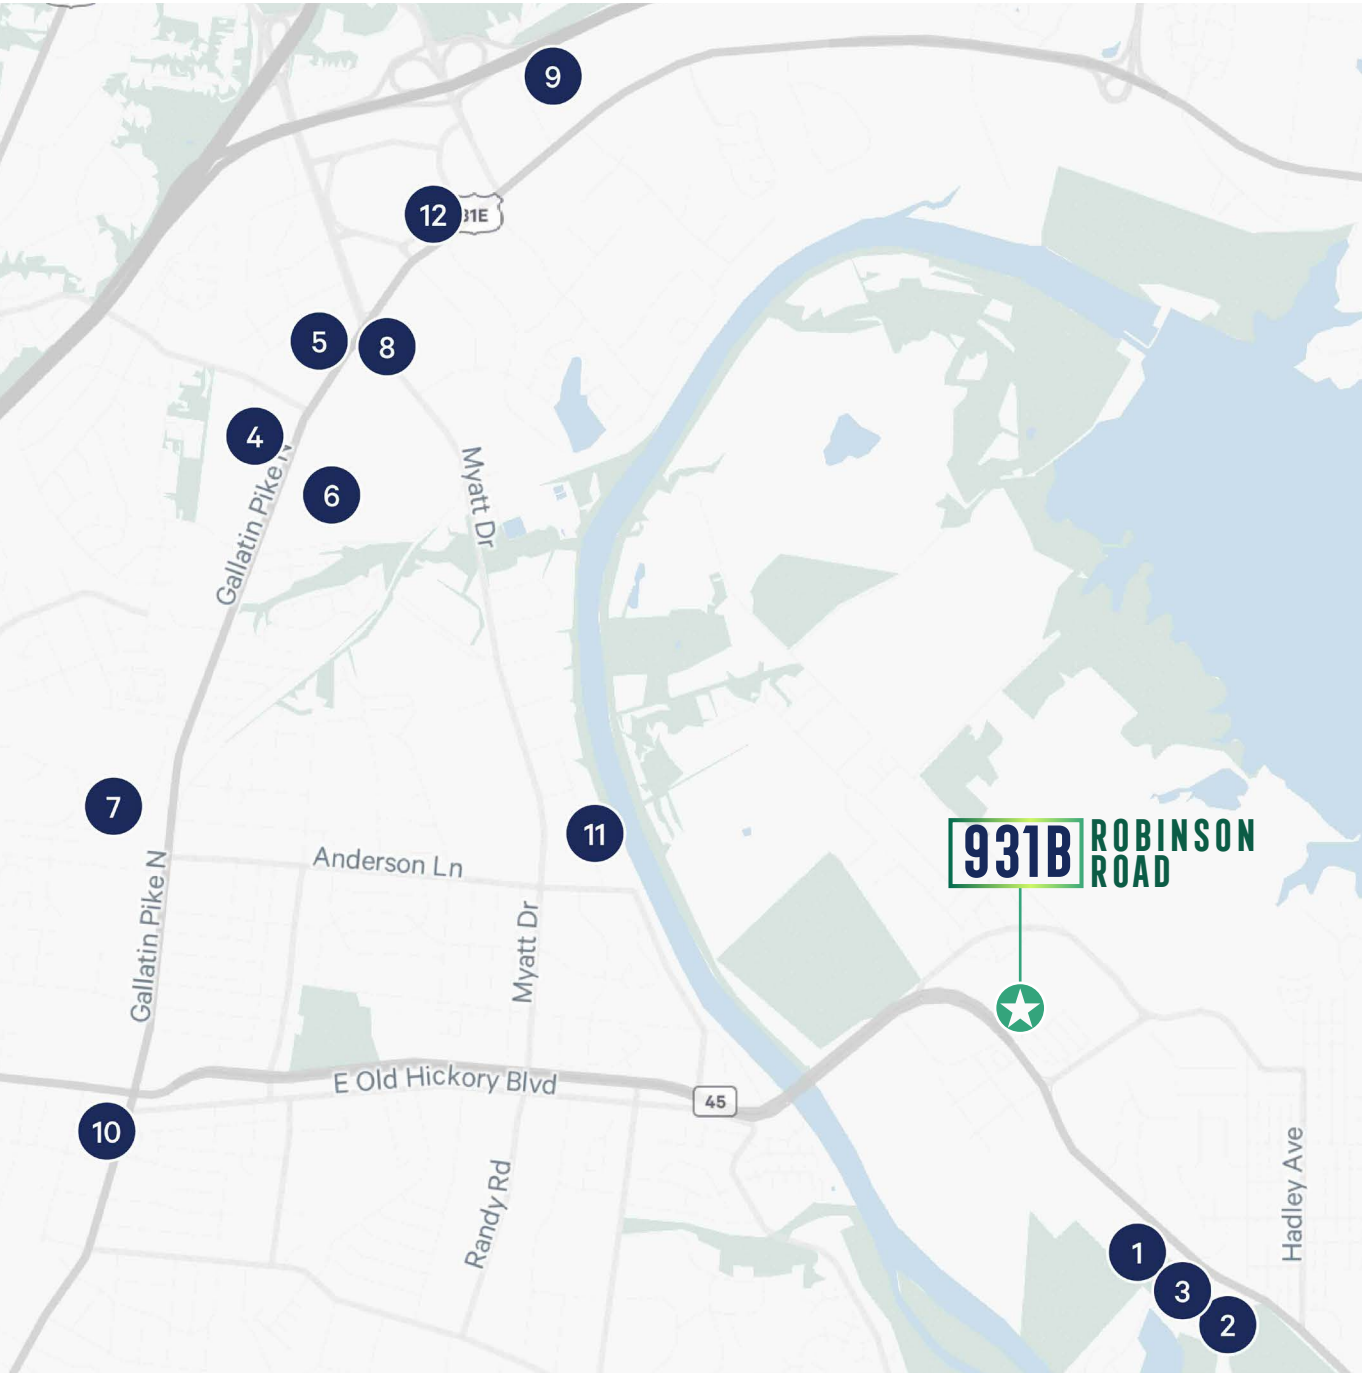 9
12
31E
5
8
4
6
Gallatin Pike N
Myatt Dr
7
11
Anderson Ln
931B ROBINSON
ROAD
Gallatin Pike N
Myatt Dr
E Old Hickory Blvd
45
10
Randy Rd
Hadley Ave
1
3
2